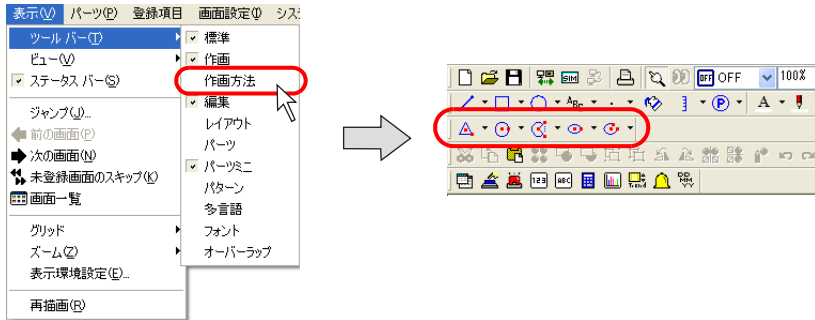 表示(V) パーツ(P) 登録項目 画面設定(I) シス
ツール バー(T)
ビュー(V)
ステータス バー(S)
ジャンプ(J)...
前の画面(P)
次の画面(N)
未登録画面のスキップ(K)
画面一覧
グリッド
ズーム(Z)
表示環境設定(E)...
再描画(R)
標準
作画
作画方法
編集
レイアウト
パーツ
パーツミニ
パターン
多言語
フォント
オーバーラップ
SIM OFF OFF 100%
ABC P A
123 ABC Trend